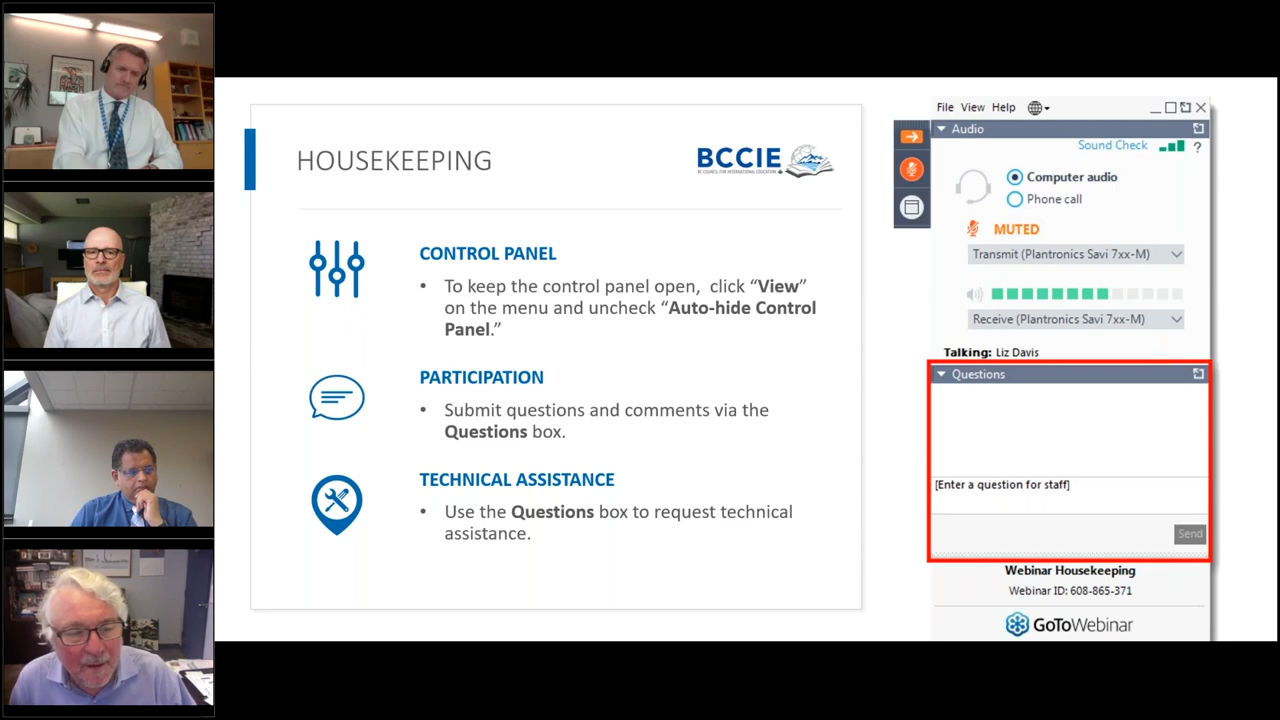 HOUSEKEEPING
BCCIE
BC COUNCIL FOR INTERNATIONAL EDUCATION
CONTROL PANEL
• To keep the control panel open, click “View”
on the menu and uncheck “Auto-hide Control
Panel.”
PARTICIPATION
• Submit questions and comments via the
Questions box.
TECHNICAL ASSISTANCE
• Use the Questions box to request technical
assistance.
File View Help
Audio
Sound Check ?
Computer audio
Phone call
MUTED
Transmit (Plantronics Savi 7xx-M)
Receive (Plantronics Savi 7xx-M)
Talking: Liz Davis
Questions
[Enter a question for staff]
Send
Webinar Housekeeping
Webinar ID: 608-865-371
GoToWebinar